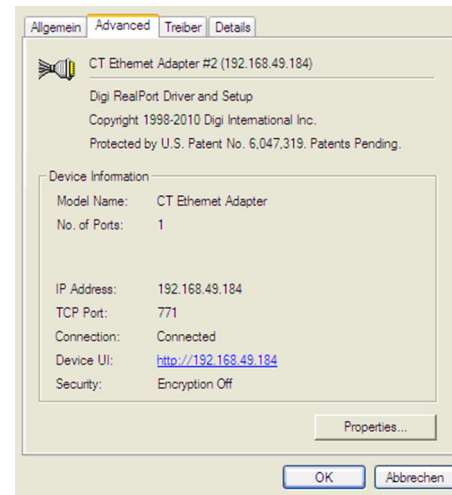 Allgemein Advanced Treiber Details
CT Ethernet Adapter #2 (192.168.49.184)
Digi RealPort Driver and Setup
Copyright 1998-2010 Digi International Inc.
Protected by U.S. Patent No. 6,047,319. Patents Pending.
Device Information
Model Name: CT Ethernet Adapter
No. of Ports: 1
IP Address: 192.168.49.184
TCP Port: 771
Connection: Connected
Device UI: http://192.168.49.184
Security: Encryption Off
Properties...
OK Abbrechen